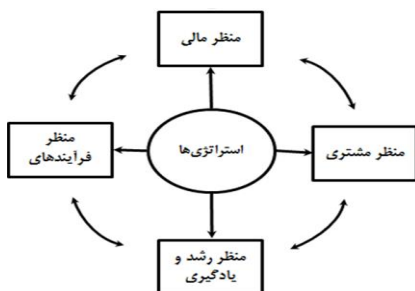 منظر مالی
منظر
فرآیندهای
استراتژی‌ها
منظر مشتری
منظر رشد و
یادگیری